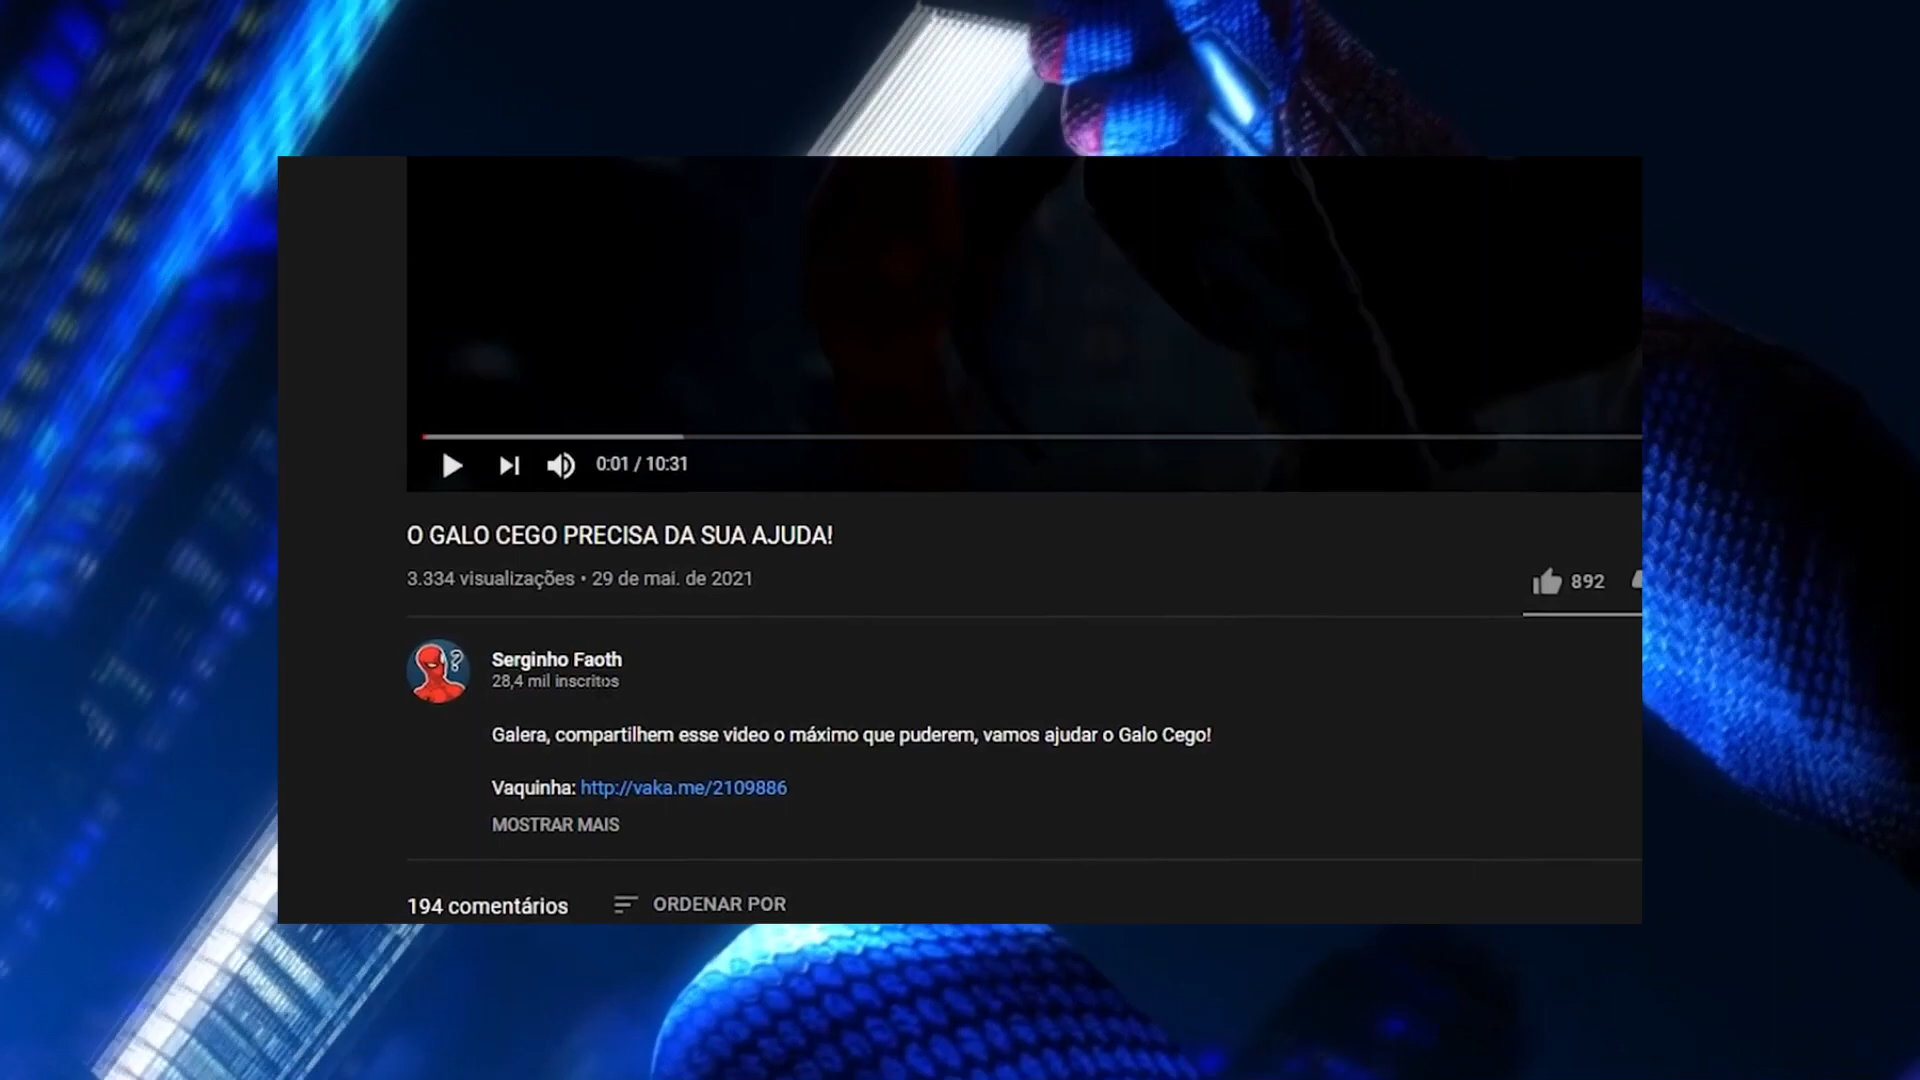 0:01 / 10:31
O GALO CEGO PRECISA DA SUA AJUDA!
3.334 visualizações • 29 de mai. de 2021
892
Serginho Faoth
28,4 mil inscritos
Galera, compartilhem esse video o máximo que puderem, vamos ajudar o Galo Cego!
Vaquinha: http://vaka.me/2109886
MOSTRAR MAIS
194 comentários
ORDENAR POR